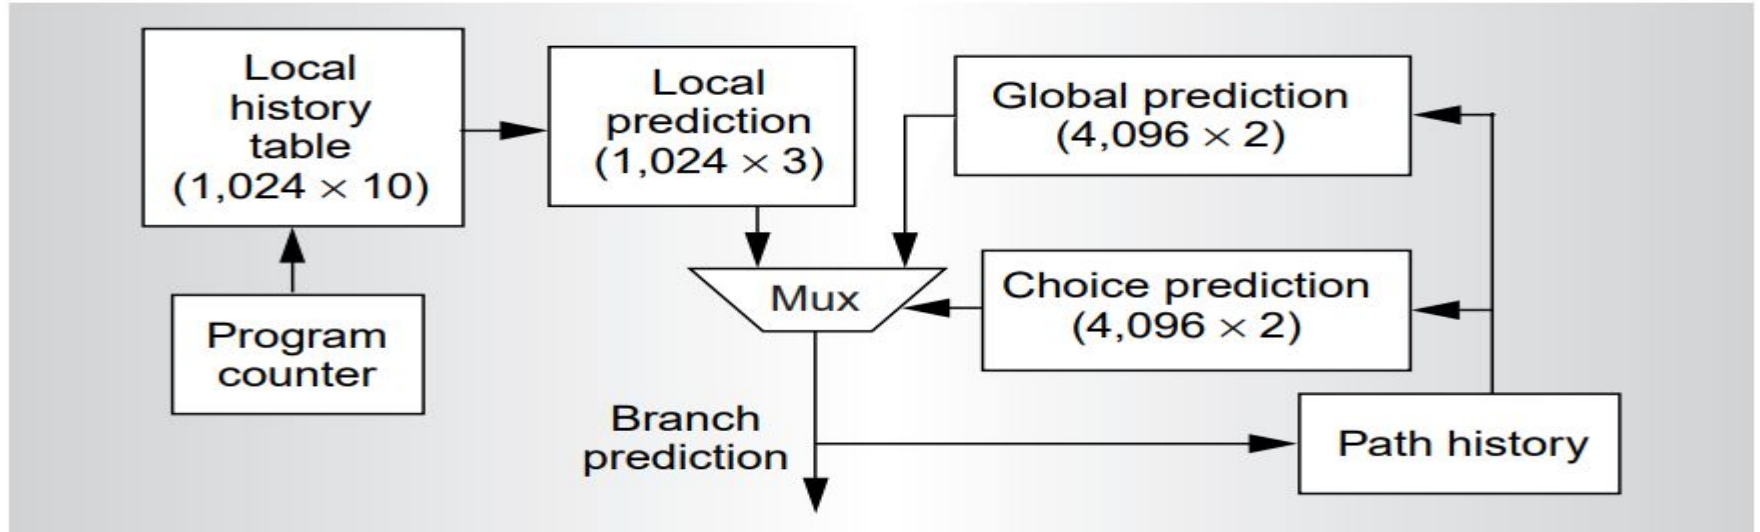 Local
history
table
(1,024 × 10)
Local
prediction
(1,024 × 3)
Global prediction
(4,096 × 2)
Mux
Choice prediction
(4,096 × 2)
Program
counter
Branch
prediction
Path history